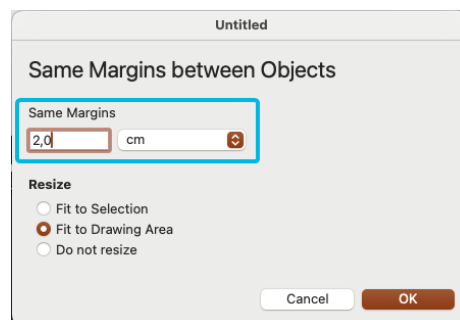 Untitled
Same Margins between Objects
Same Margins
2,0 cm
Resize
Fit to Selection
Fit to Drawing Area
Do not resize
Cancel OK